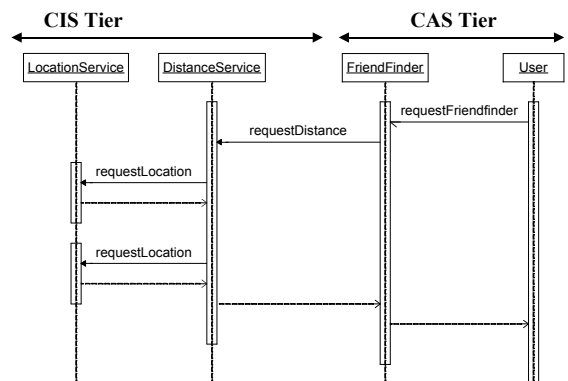 CIS Tier
CAS Tier
LocationService
DistanceService
FriendFinder
User
requestFriendfinder
requestDistance
requestLocation
requestLocation